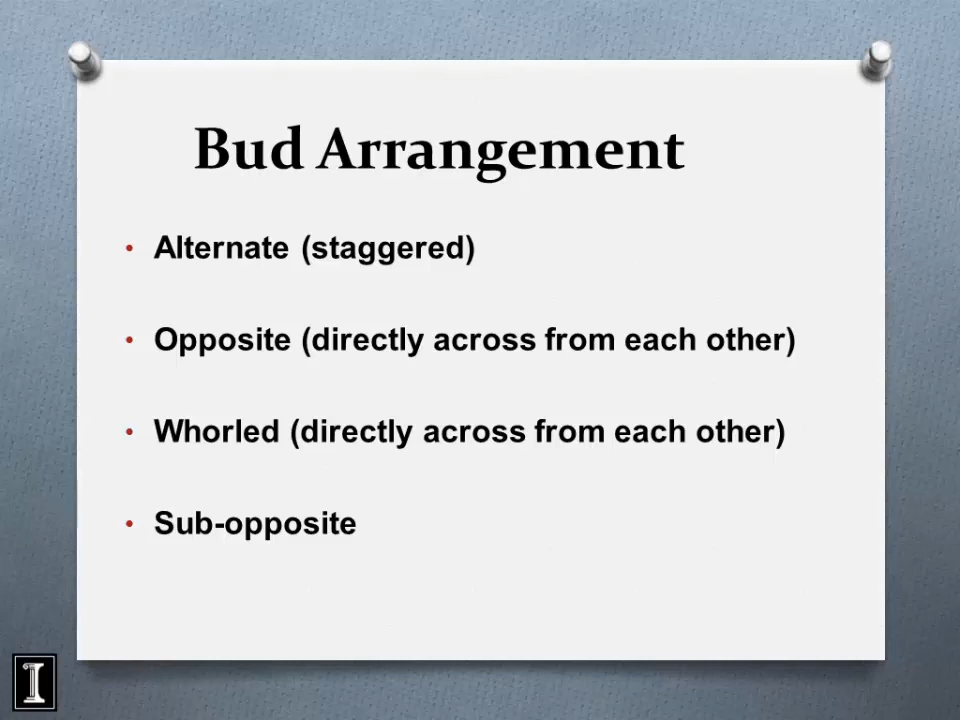 Bud Arrangement
• Alternate (staggered)
• Opposite (directly across from each other)
• Whorled (directly across from each other)
• Sub-opposite
I